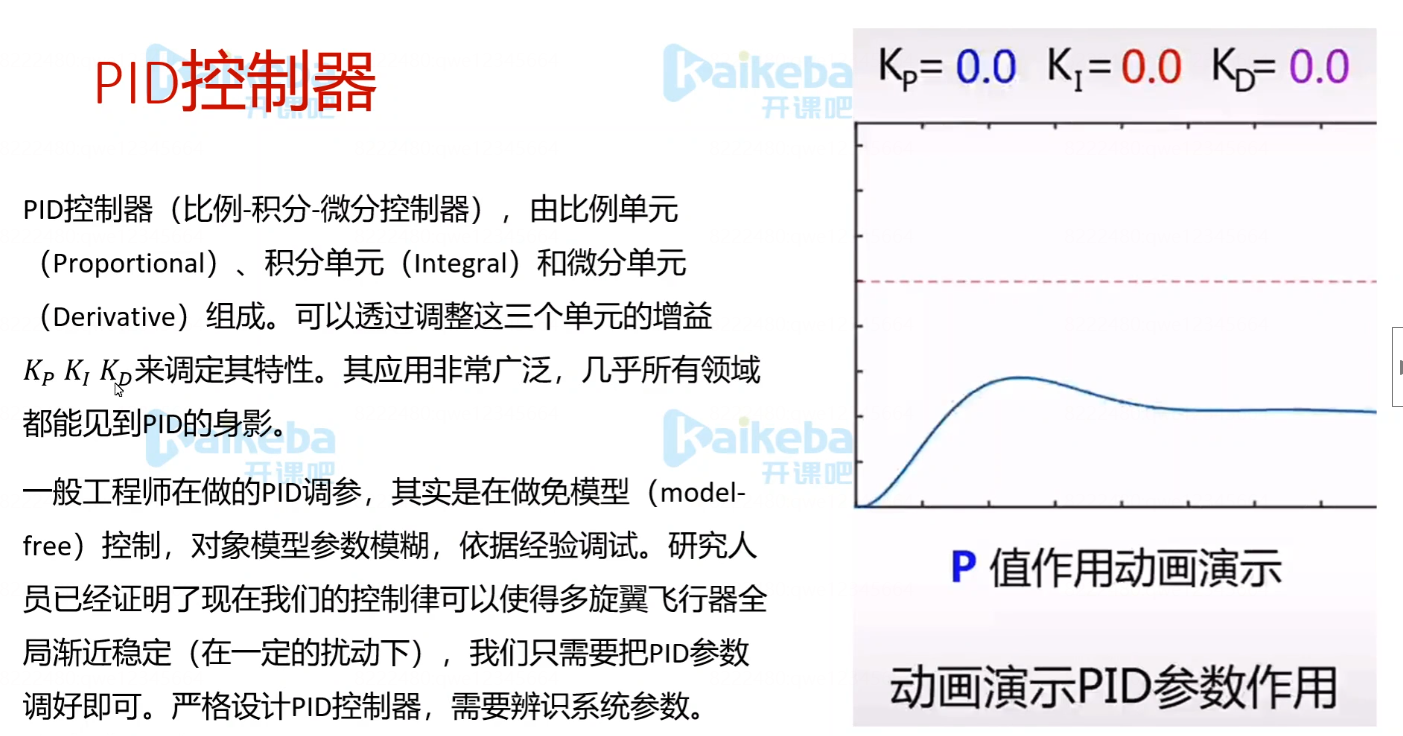 PID控制器
PID控制器（比例-积分-微分控制器），由比例单元
（Proportional）、积分单元（Integral）和微分单元
（Derivative）组成。可以透过调整这三个单元的增益
K_P K_I K_D来调定其特性。其应用非常广泛，几乎所有领域
都能见到PID的身影。
一般工程师在做的PID调参，其实是在做免模型（model-
free）控制，对象模型参数模糊，依据经验调试。研究人
员已经证明了现在我们的控制律可以使得多旋翼飞行器全
局渐近稳定（在一定的扰动下），我们只需要把PID参数
调好即可。严格设计PID控制器，需要辨识系统参数。
K_P= 0.0 K_I= 0.0 K_D= 0.0
P 值作用动画演示
动画演示PID参数作用
Kaikeba
开课吧
Kaikeba
开课吧
Kaikeba
开课吧
Kaikeba
开课吧